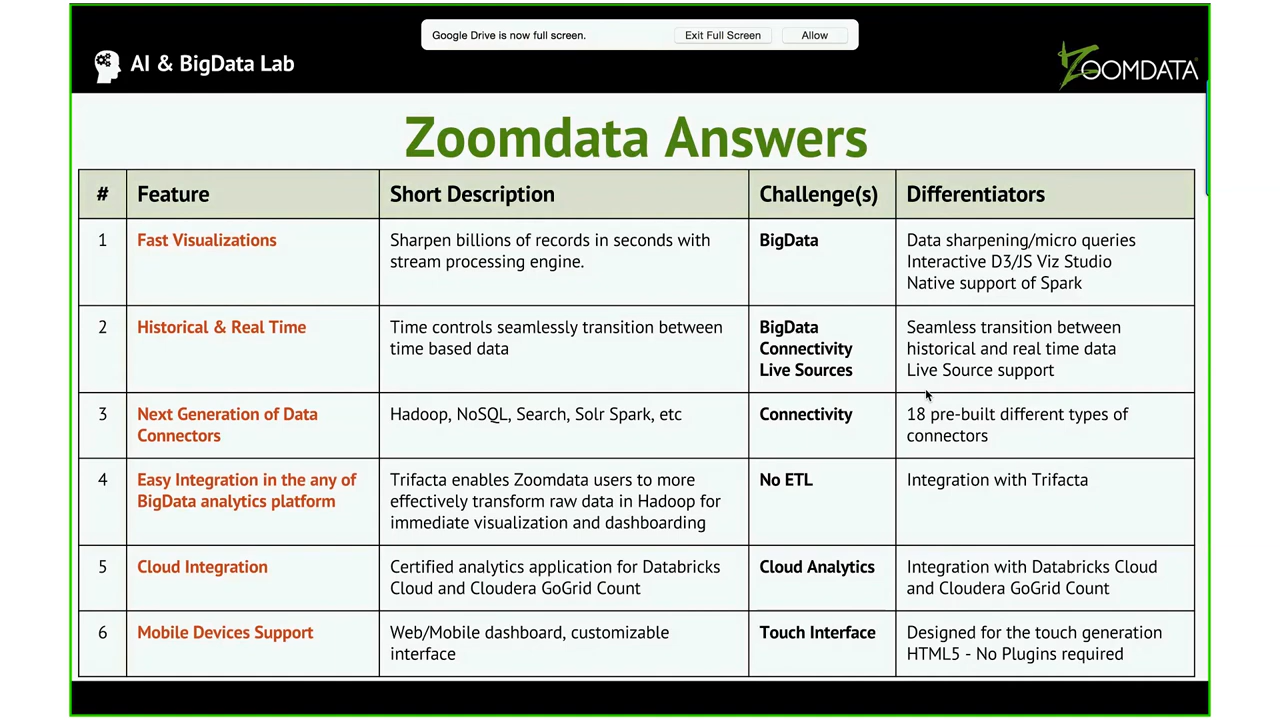 Google Drive is now full screen. Exit Full Screen Allow
AI & BigData Lab
ZOOMDATA
Zoomdata Answers
# Feature Short Description Challenge(s) Differentiators
1 Fast Visualizations Sharpen billions of records in seconds with BigData Data sharpening/micro queries
stream processing engine. Interactive D3/JS Viz Studio
Native support of Spark
2 Historical & Real Time Time controls seamlessly transition between BigData Seamless transition between
time based data Connectivity historical and real time data
Live Sources Live Source support
3 Next Generation of Data Hadoop, NoSQL, Search, Solr Spark, etc Connectivity 18 pre-built different types of
Connectors connectors
4 Easy Integration in the any of Trifacta enables Zoomdata users to more No ETL Integration with Trifacta
BigData analytics platform effectively transform raw data in Hadoop for
immediate visualization and dashboarding
5 Cloud Integration Certified analytics application for Databricks Cloud Analytics Integration with Databricks Cloud
Cloud and Cloudera GoGrid Count and Cloudera GoGrid Count
6 Mobile Devices Support Web/Mobile dashboard, customizable Touch Interface Designed for the touch generation
interface HTML5 - No Plugins required